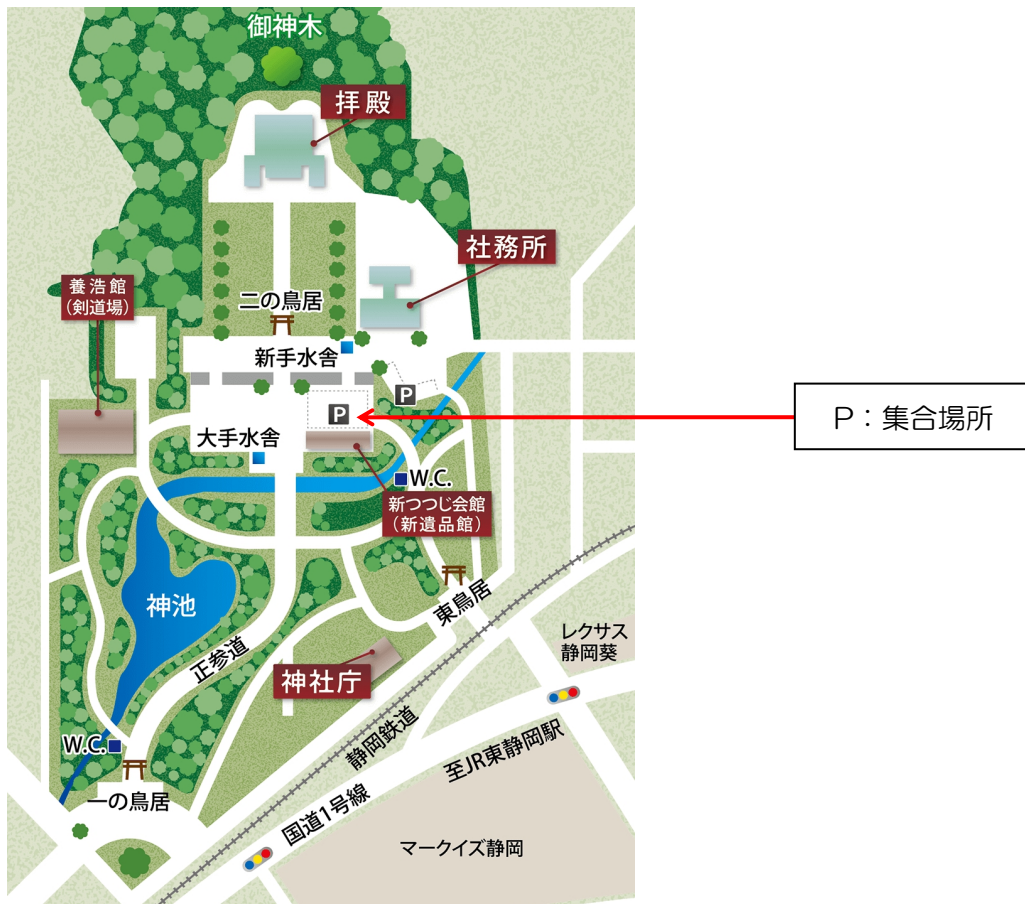 御神木
拝殿
社務所
養浩館
(剣道場)
二の鳥居
新手水舎
P
P
P：集合場所
大手水舎
W.C.
新つつじ会館
(新遺品館)
神池
東鳥居
レクサス
静岡葵
正参道
神社庁
静岡鉄道
至JR東静岡駅
W.C.
一の鳥居
国道1号線
マークイズ静岡